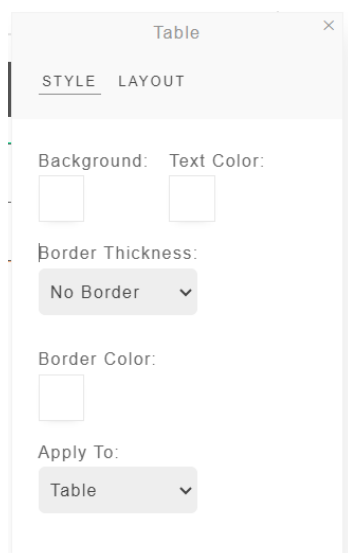 Table
STYLE LAYOUT
Background: Text Color:
Border Thickness:
No Border
Border Color:
Apply To:
Table